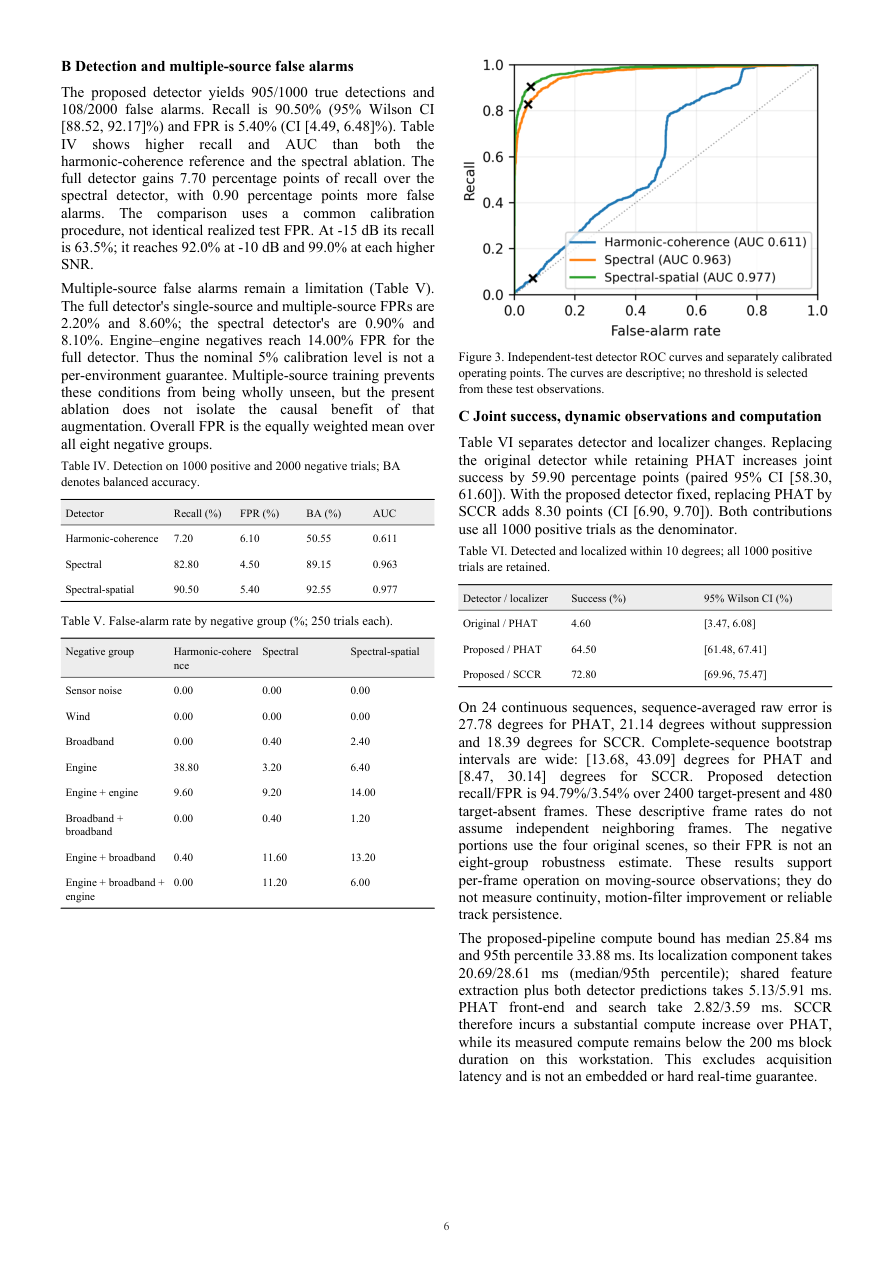 B Detection and multiple-source false alarms
The proposed detector yields 905/1000 true detections and
108/2000 false alarms. Recall is 90.50% (95% Wilson CI
[88.52, 92.17]%) and FPR is 5.40% (CI [4.49, 6.48]%). Table
IV shows higher recall and AUC than both the
harmonic-coherence reference and the spectral ablation. The
full detector gains 7.70 percentage points of recall over the
spectral detector, with 0.90 percentage points more false
alarms. The comparison uses a common calibration
procedure, not identical realized test FPR. At -15 dB its recall
is 63.5%; it reaches 92.0% at -10 dB and 99.0% at each higher
SNR.
Multiple-source false alarms remain a limitation (Table V).
The full detector's single-source and multiple-source FPRs are
2.20% and 8.60%; the spectral detector's are 0.90% and
8.10%. Engine–engine negatives reach 14.00% FPR for the
full detector. Thus the nominal 5% calibration level is not a
per-environment guarantee. Multiple-source training prevents
these conditions from being wholly unseen, but the present
ablation does not isolate the causal benefit of that
augmentation. Overall FPR is the equally weighted mean over
all eight negative groups.
Table IV. Detection on 1000 positive and 2000 negative trials; BA
denotes balanced accuracy.
Detector Recall (%) FPR (%) BA (%) AUC
Harmonic-coherence 7.20 6.10 50.55 0.611
Spectral 82.80 4.50 89.15 0.963
Spectral-spatial 90.50 5.40 92.55 0.977
Table V. False-alarm rate by negative group (%; 250 trials each).
Negative group Harmonic-cohere Spectral Spectral-spatial
nce
Sensor noise 0.00 0.00 0.00
Wind 0.00 0.00 0.00
Broadband 0.00 0.40 2.40
Engine 38.80 3.20 6.40
Engine + engine 9.60 9.20 14.00
Broadband + 0.00 0.40 1.20
broadband
Engine + broadband 0.40 11.60 13.20
Engine + broadband + 0.00 11.20 6.00
engine
1.0
0.8
0.6
0.4
0.2
0.0
Recall
Harmonic-coherence (AUC 0.611)
Spectral (AUC 0.963)
Spectral-spatial (AUC 0.977)
0.0 0.2 0.4 0.6 0.8 1.0
False-alarm rate
Figure 3. Independent-test detector ROC curves and separately calibrated
operating points. The curves are descriptive; no threshold is selected
from these test observations.
C Joint success, dynamic observations and computation
Table VI separates detector and localizer changes. Replacing
the original detector while retaining PHAT increases joint
success by 59.90 percentage points (paired 95% CI [58.30,
61.60]). With the proposed detector fixed, replacing PHAT by
SCCR adds 8.30 points (CI [6.90, 9.70]). Both contributions
use all 1000 positive trials as the denominator.
Table VI. Detected and localized within 10 degrees; all 1000 positive
trials are retained.
Detector / localizer Success (%) 95% Wilson CI (%)
Original / PHAT 4.60 [3.47, 6.08]
Proposed / PHAT 64.50 [61.48, 67.41]
Proposed / SCCR 72.80 [69.96, 75.47]
On 24 continuous sequences, sequence-averaged raw error is
27.78 degrees for PHAT, 21.14 degrees without suppression
and 18.39 degrees for SCCR. Complete-sequence bootstrap
intervals are wide: [13.68, 43.09] degrees for PHAT and
[8.47, 30.14] degrees for SCCR. Proposed detection
recall/FPR is 94.79%/3.54% over 2400 target-present and 480
target-absent frames. These descriptive frame rates do not
assume independent neighboring frames. The negative
portions use the four original scenes, so their FPR is not an
eight-group robustness estimate. These results support
per-frame operation on moving-source observations; they do
not measure continuity, motion-filter improvement or reliable
track persistence.
The proposed-pipeline compute bound has median 25.84 ms
and 95th percentile 33.88 ms. Its localization component takes
20.69/28.61 ms (median/95th percentile); shared feature
extraction plus both detector predictions takes 5.13/5.91 ms.
PHAT front-end and search take 2.82/3.59 ms. SCCR
therefore incurs a substantial compute increase over PHAT,
while its measured compute remains below the 200 ms block
duration on this workstation. This excludes acquisition
latency and is not an embedded or hard real-time guarantee.
6